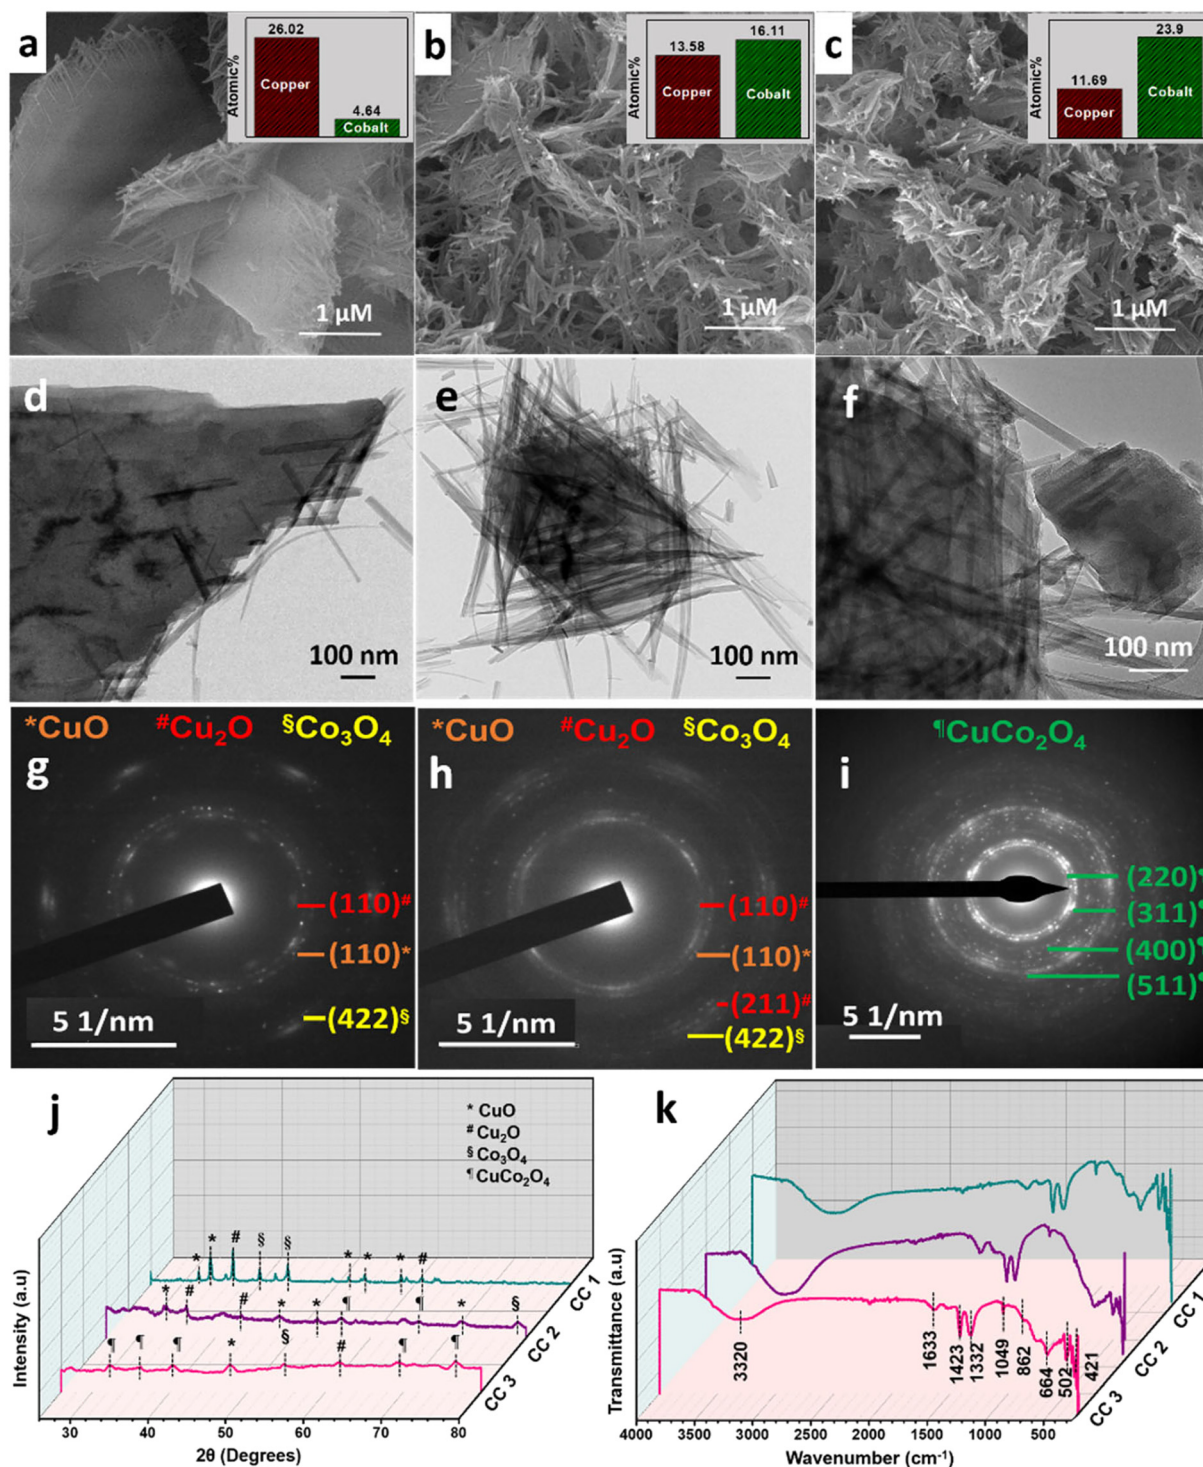 a
26.02
Copper
4.64
Cobalt
Atomic%
1 µM
b
13.58
Copper
16.11
Cobalt
Atomic%
1 µM
c
11.69
Copper
23.9
Cobalt
Atomic%
1 µM
d
100 nm
e
100 nm
f
100 nm
*CuO #Cu₂O §Co₃O₄
g
(110)#
(110)*
(422)§
5 1/nm
*CuO #Cu₂O §Co₃O₄
h
(110)#
(110)*
(211)#
(422)§
5 1/nm
¶CuCo₂O₄
i
(220)¶
(311)¶
(400)¶
(511)¶
5 1/nm
j
* CuO
# Cu₂O
§ Co₃O₄
¶ CuCo₂O₄
* * # § § * * * #
* # # * * ¶ ¶ * §
¶ ¶ ¶ * § # ¶ ¶
CC 1
CC 2
CC 3
Intensity (a.u)
30 40 50 60 70 80
2θ (Degrees)
k
3320 1633 1423 1332 1049 862 664 502 421
CC 1
CC 2
CC 3
Transmittance (a.u)
4000 3500 3000 2500 2000 1500 1000 500
Wavenumber (cm⁻¹)